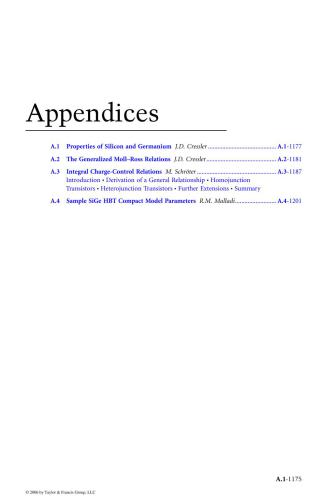 Appendices
A.1 Properties of Silicon and Germanium J.D. Cressler ........................................ A.1-1177
A.2 The Generalized Moll–Ross Relations J.D. Cressler ........................................ A.2-1181
A.3 Integral Charge-Control Relations M. Schröter .............................................. A.3-1187
Introduction • Derivation of a General Relationship • Homojunction
Transistors • Heterojunction Transistors • Further Extensions • Summary
A.4 Sample SiGe HBT Compact Model Parameters R.M. Malladi ........................ A.4-1201
A.1-1175
© 2006 by Taylor & Francis Group, LLC